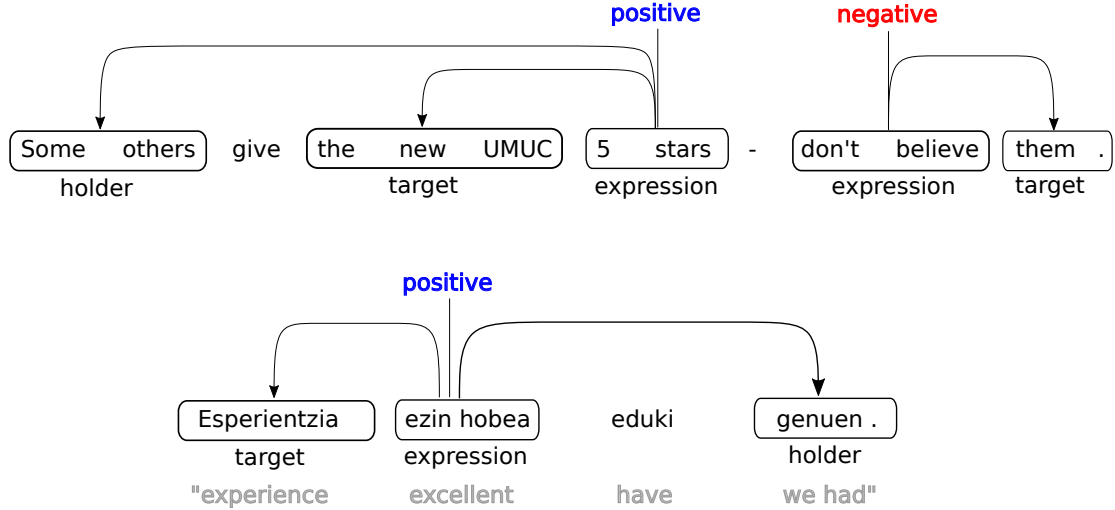 positive negative
Some others give the new UMUC 5 stars - don't believe them .
holder target expression expression target
positive
Esperientzia ezin hobea eduki genuen .
target expression holder
"experience excellent have we had"